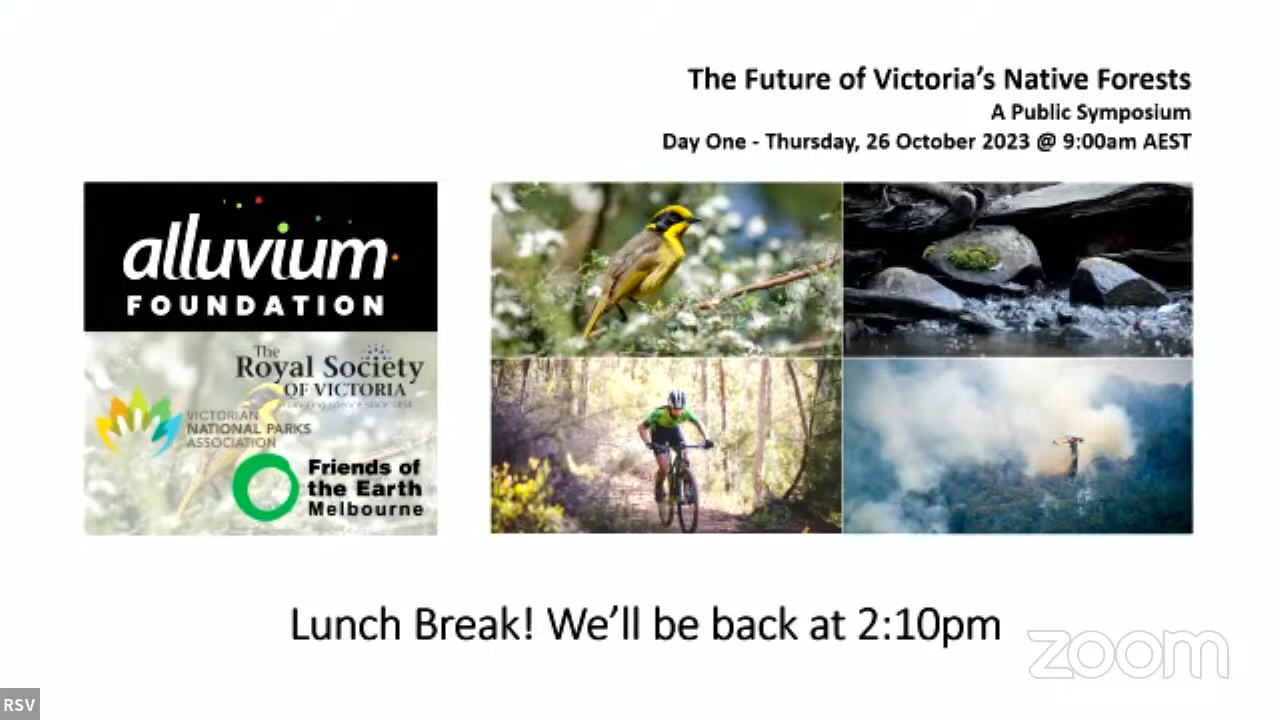 The Future of Victoria's Native Forests
A Public Symposium
Day One - Thursday, 26 October 2023 @ 9:00am AEST
alluvium
FOUNDATION
The
Royal Society
OF VICTORIA
VICTORIAN
NATIONAL PARKS
ASSOCIATION
Friends of
the Earth
Melbourne
Lunch Break! We'll be back at 2:10pm
zoom
RSV